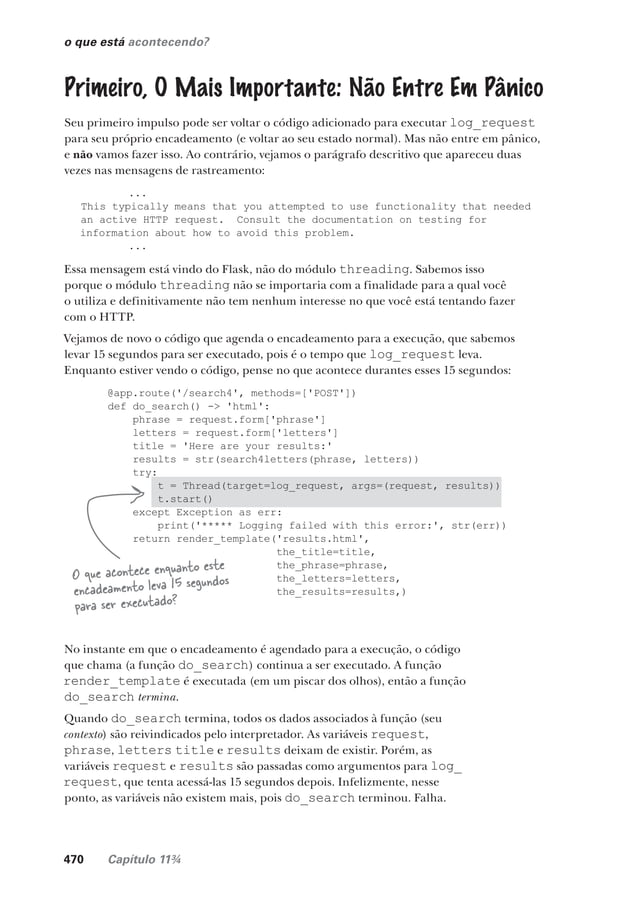 o que está acontecendo?
Primeiro, O Mais Importante: Não Entre Em Pânico
Seu primeiro impulso pode ser voltar o código adicionado para executar log_request
para seu próprio encadeamento (e voltar ao seu estado normal). Mas não entre em pânico,
e não vamos fazer isso. Ao contrário, vejamos o parágrafo descritivo que apareceu duas
vezes nas mensagens de rastreamento:
...
This typically means that you attempted to use functionality that needed
an active HTTP request. Consult the documentation on testing for
information about how to avoid this problem.
...
Essa mensagem está vindo do Flask, não do módulo threading. Sabemos isso
porque o módulo threading não se importaria com a finalidade para a qual você
o utiliza e definitivamente não tem nenhum interesse no que você está tentando fazer
com o HTTP.
Vejamos de novo o código que agenda o encadeamento para a execução, que sabemos
levar 15 segundos para ser executado, pois é o tempo que log_request leva.
Enquanto estiver vendo o código, pense no que acontece durantes esses 15 segundos:
@app.route('/search4', methods=['POST'])
def do_search() -> 'html':
phrase = request.form['phrase']
letters = request.form['letters']
title = 'Here are your results:'
results = str(search4letters(phrase, letters))
try:
t = Thread(target=log_request, args=(request, results))
t.start()
except Exception as err:
print('***** Logging failed with this error:', str(err))
return render_template('results.html',
the_title=title,
the_phrase=phrase,
the_letters=letters,
the_results=results,)
O que acontece enquanto este
encadeamento leva 15 segundos
para ser executado?
No instante em que o encadeamento é agendado para a execução, o código
que chama (a função do_search) continua a ser executado. A função
render_template é executada (em um piscar dos olhos), então a função
do_search termina.
Quando do_search termina, todos os dados associados à função (seu
contexto) são reivindicados pelo interpretador. As variáveis request,
phrase, letters title e results deixam de existir. Porém, as
variáveis request e results são passadas como argumentos para log_
request, que tenta acessá-las 15 segundos depois. Infelizmente, nesse
ponto, as variáveis não existem mais, pois do_search terminou. Falha.
470 Capítulo 11¾